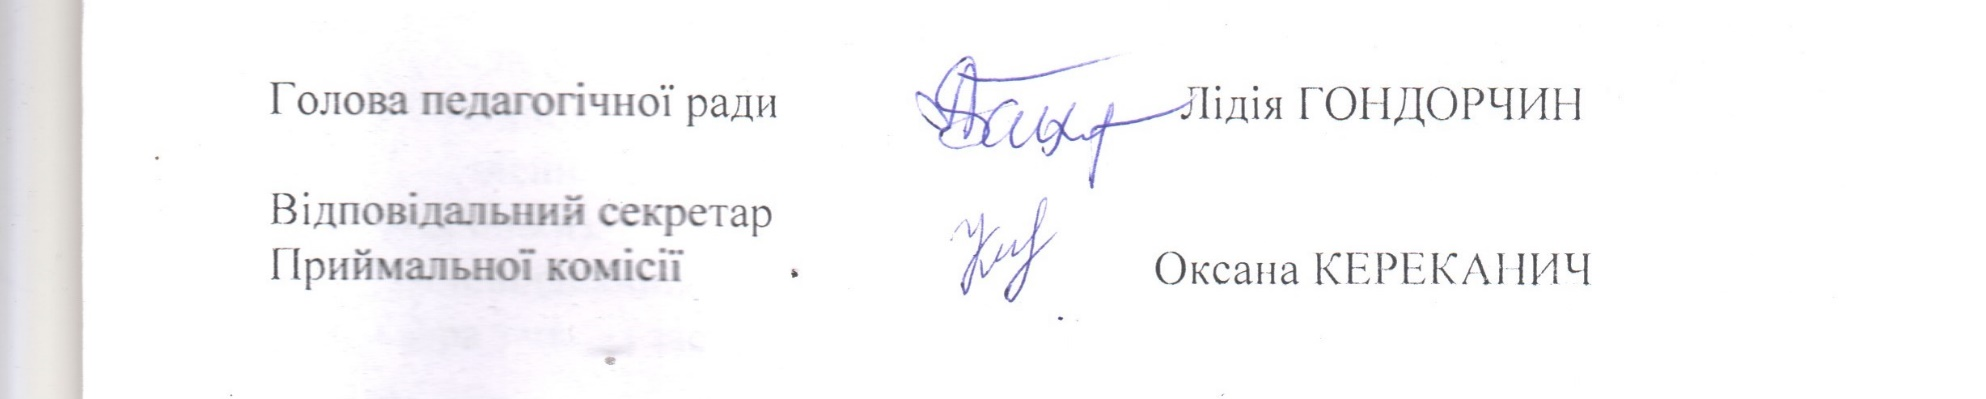 Голова педагогічної ради Лідія ГОНДОРЧИН
Відповідальний секретар
Приймальної комісії Оксана КЕРЕКАНИЧ